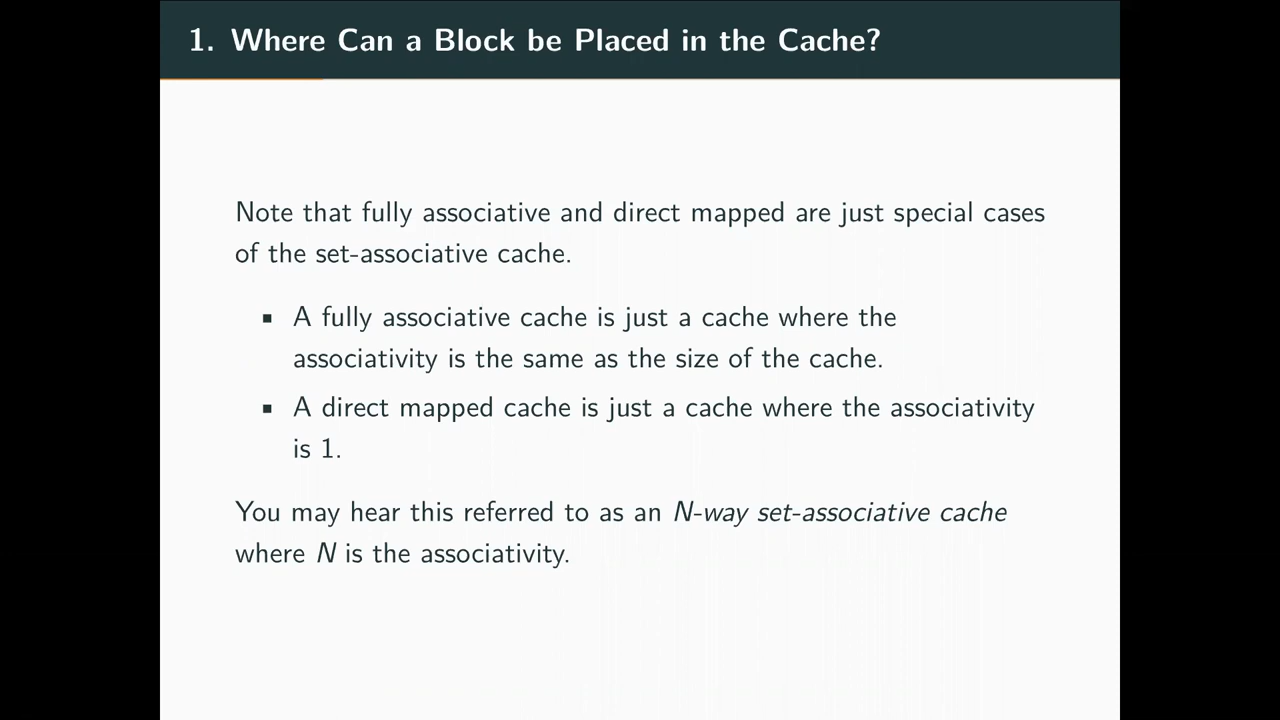 1. Where Can a Block be Placed in the Cache?
Note that fully associative and direct mapped are just special cases
of the set-associative cache.
▪ A fully associative cache is just a cache where the
associativity is the same as the size of the cache.
▪ A direct mapped cache is just a cache where the associativity
is 1.
You may hear this referred to as an N-way set-associative cache
where N is the associativity.